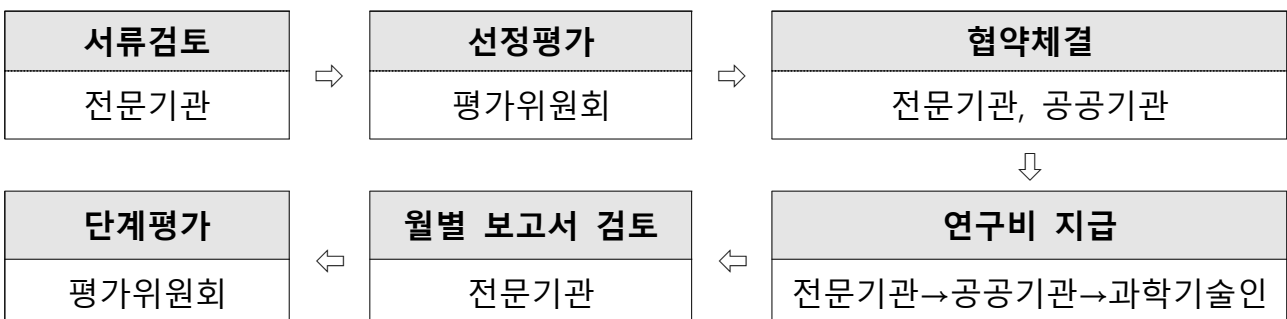 서류검토
전문기관
⇨
선정평가
평가위원회
⇨
협약체결
전문기관, 공공기관
⇩
연구비 지급
전문기관→공공기관→과학기술인
⇦
월별 보고서 검토
전문기관
⇦
단계평가
평가위원회